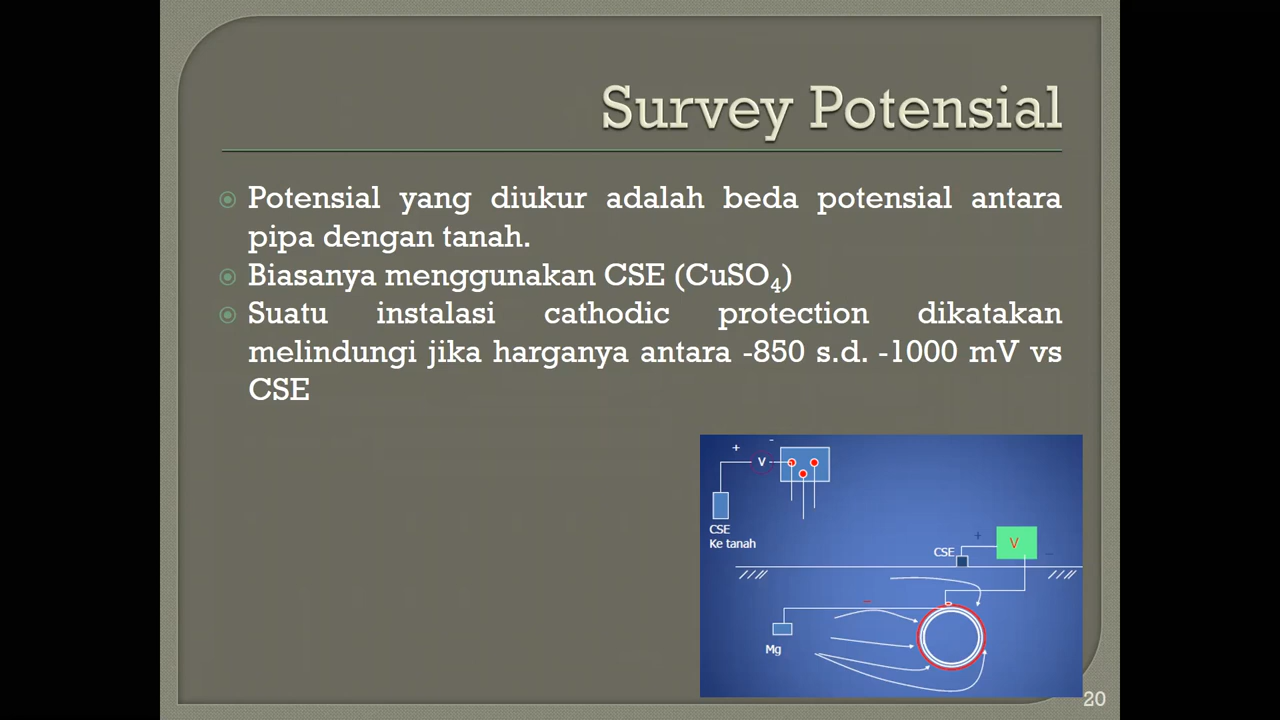 Survey Potensial
Potensial yang diukur adalah beda potensial antara
pipa dengan tanah.
Biasanya menggunakan CSE (CuSO₄)
Suatu instalasi cathodic protection dikatakan
melindungi jika harganya antara -850 s.d. -1000 mV vs
CSE
+ -
V
CSE
Ke tanah
+ V -
CSE
-
Mg
20